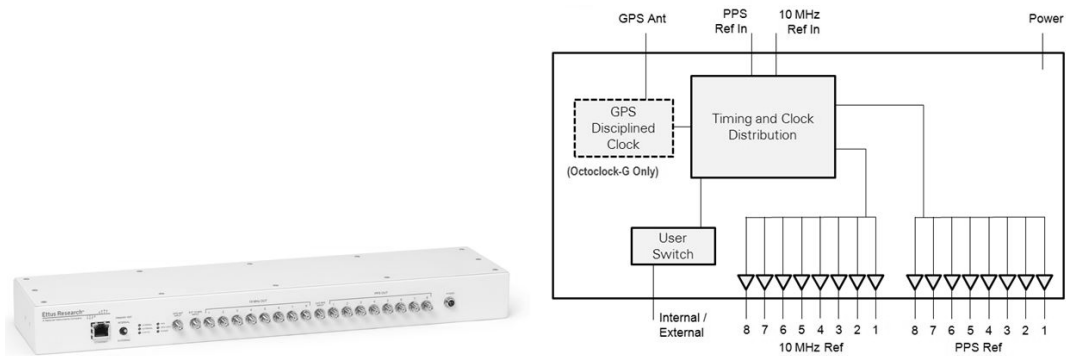 Ettus Research
GPS Ant
PPS
Ref In
10 MHz
Ref In
Power
GPS
Disciplined
Clock
(Octoclock-G Only)
Timing and Clock
Distribution
User
Switch
Internal /
External
8 7 6 5 4 3 2 1
10 MHz Ref
8 7 6 5 4 3 2 1
PPS Ref